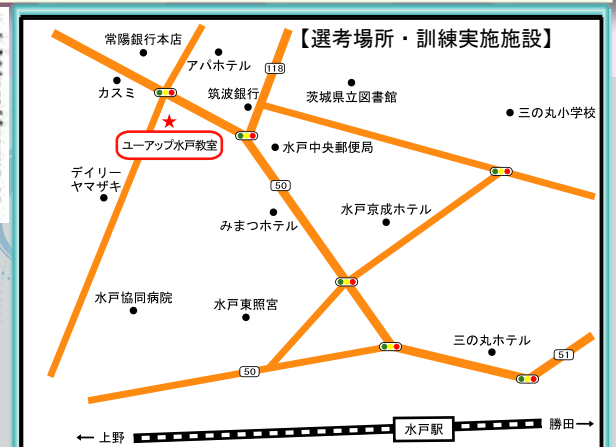 【選考場所・訓練実施施設】
常陽銀行本店
アパホテル
118
カスミ
筑波銀行
茨城県立図書館
三の丸小学校
ユーアップ水戸教室
水戸中央郵便局
デイリー
ヤマザキ
50
水戸京成ホテル
みまつホテル
水戸協同病院
水戸東照宮
三の丸ホテル
51
50
水戸駅
勝田→
←上野